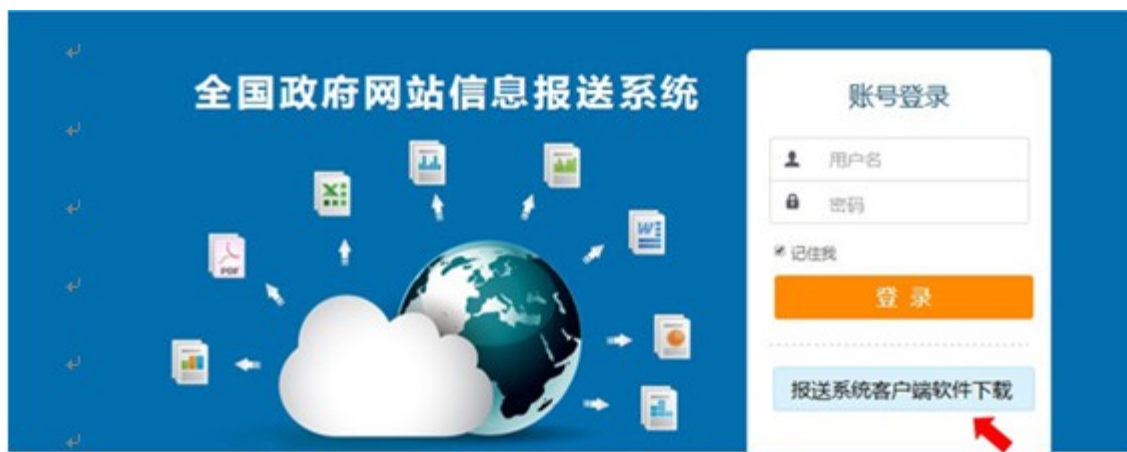 全国政府网站信息报送系统
账号登录
用户名
密码
记住我
登 录
报送系统客户端软件下载
PDF
X
W